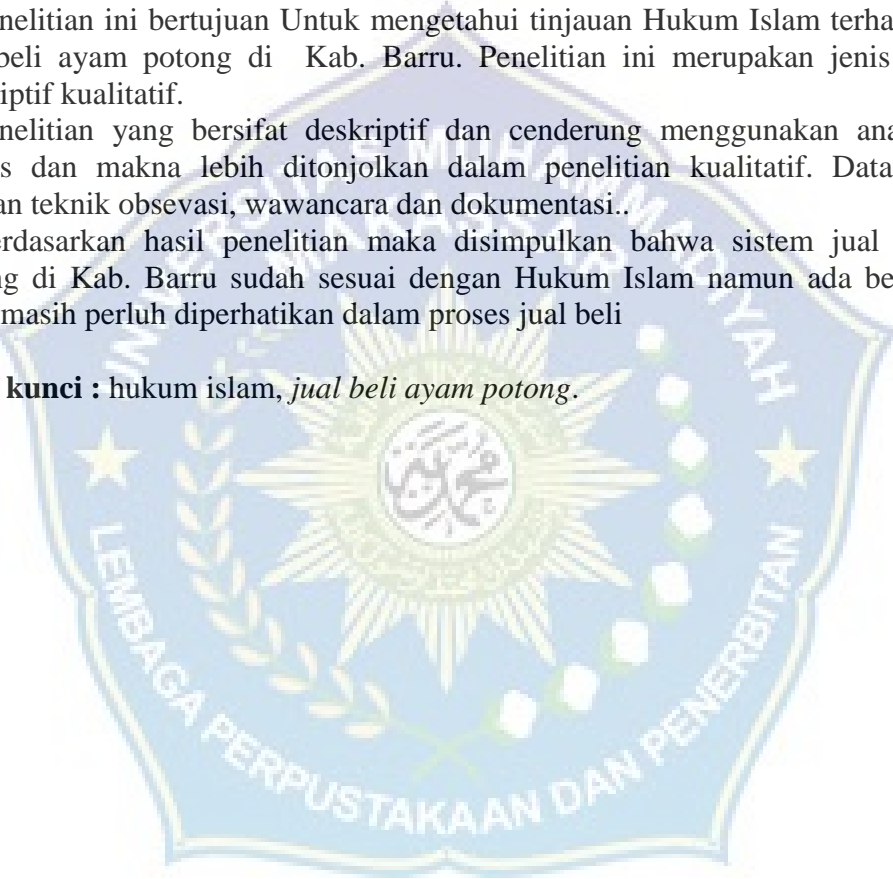 nelitian ini bertujuan Untuk mengetahui tinjauan Hukum Islam terha
beli ayam potong di Kab. Barru. Penelitian ini merupakan jenis
iptif kualitatif.
nelitian yang bersifat deskriptif dan cenderung menggunakan ana
s dan makna lebih ditonjolkan dalam penelitian kualitatif. Data
an teknik obsevasi, wawancara dan dokumentasi..
erdasarkan hasil penelitian maka disimpulkan bahwa sistem jual
ng di Kab. Barru sudah sesuai dengan Hukum Islam namun ada be
masih perluh diperhatikan dalam proses jual beli
kunci : hukum islam, jual beli ayam potong.
UNIVERSITAS MUHAMMADIYAH
MAKASSAR
LEMBAGA PERPUSTAKAAN DAN PENERBITAN